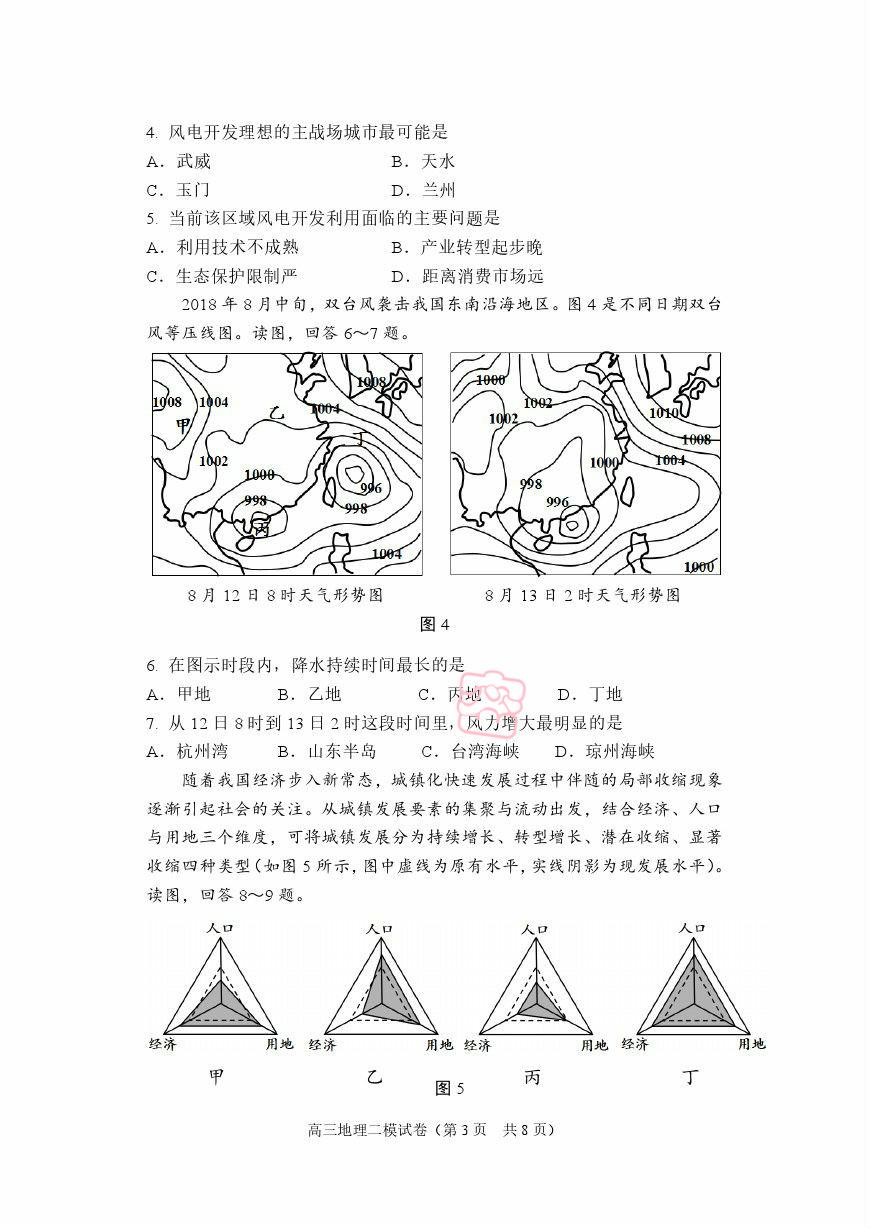 4. 风电开发理想的主战场城市最可能是
A. 武威 B. 天水
C. 玉门 D. 兰州
5. 当前该区域风电开发利用面临的主要问题是
A. 利用技术不成熟 B. 产业转型起步晚
C. 生态保护限制严 D. 距离消费市场远
2018 年 8 月中旬，双台风袭击我国东南沿海地区。图 4 是不同日期双台
风等压线图。读图，回答 6～7 题。
1008 1004 1008 1004
甲 乙 丁
1002 1000 998 丙
996 998 1004
1000 1002 1002 1010
1008 1000 1004
998 996 1000
8 月 12 日 8 时天气形势图 8 月 13 日 2 时天气形势图
图 4
6. 在图示时段内，降水持续时间最长的是
A. 甲地 B. 乙地 C. 丙地 D. 丁地
7. 从 12 日 8 时到 13 日 2 时这段时间里，风力增大最明显的是
A. 杭州湾 B. 山东半岛 C. 台湾海峡 D. 琼州海峡
随着我国经济步入新常态，城镇化快速发展过程中伴随的局部收缩现象
逐渐引起社会的关注。从城镇发展要素的集聚与流动出发，结合经济、人口
与用地三个维度，可将城镇发展分为持续增长、转型增长、潜在收缩、显著
收缩四种类型（如图 5 所示，图中虚线为原有水平，实线阴影为现发展水平）。
读图，回答 8～9 题。
人口 人口 人口 人口
经济 用地 经济 用地 经济 用地 经济 用地
甲 乙 丙 丁
图 5
高三地理二模试卷（第 3 页 共 8 页）